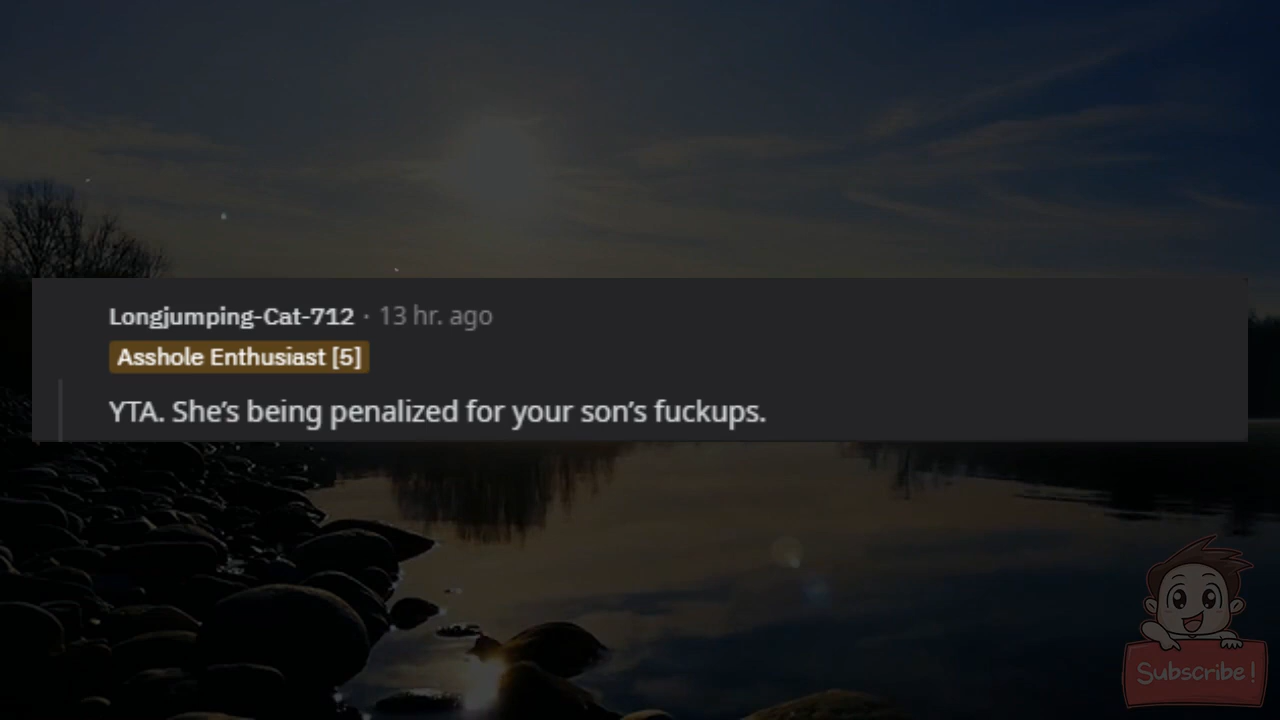 Longjumping-Cat-712 · 13 hr. ago
Asshole Enthusiast [5]
YTA. She’s being penalized for your son’s fuckups.
Subscribe!